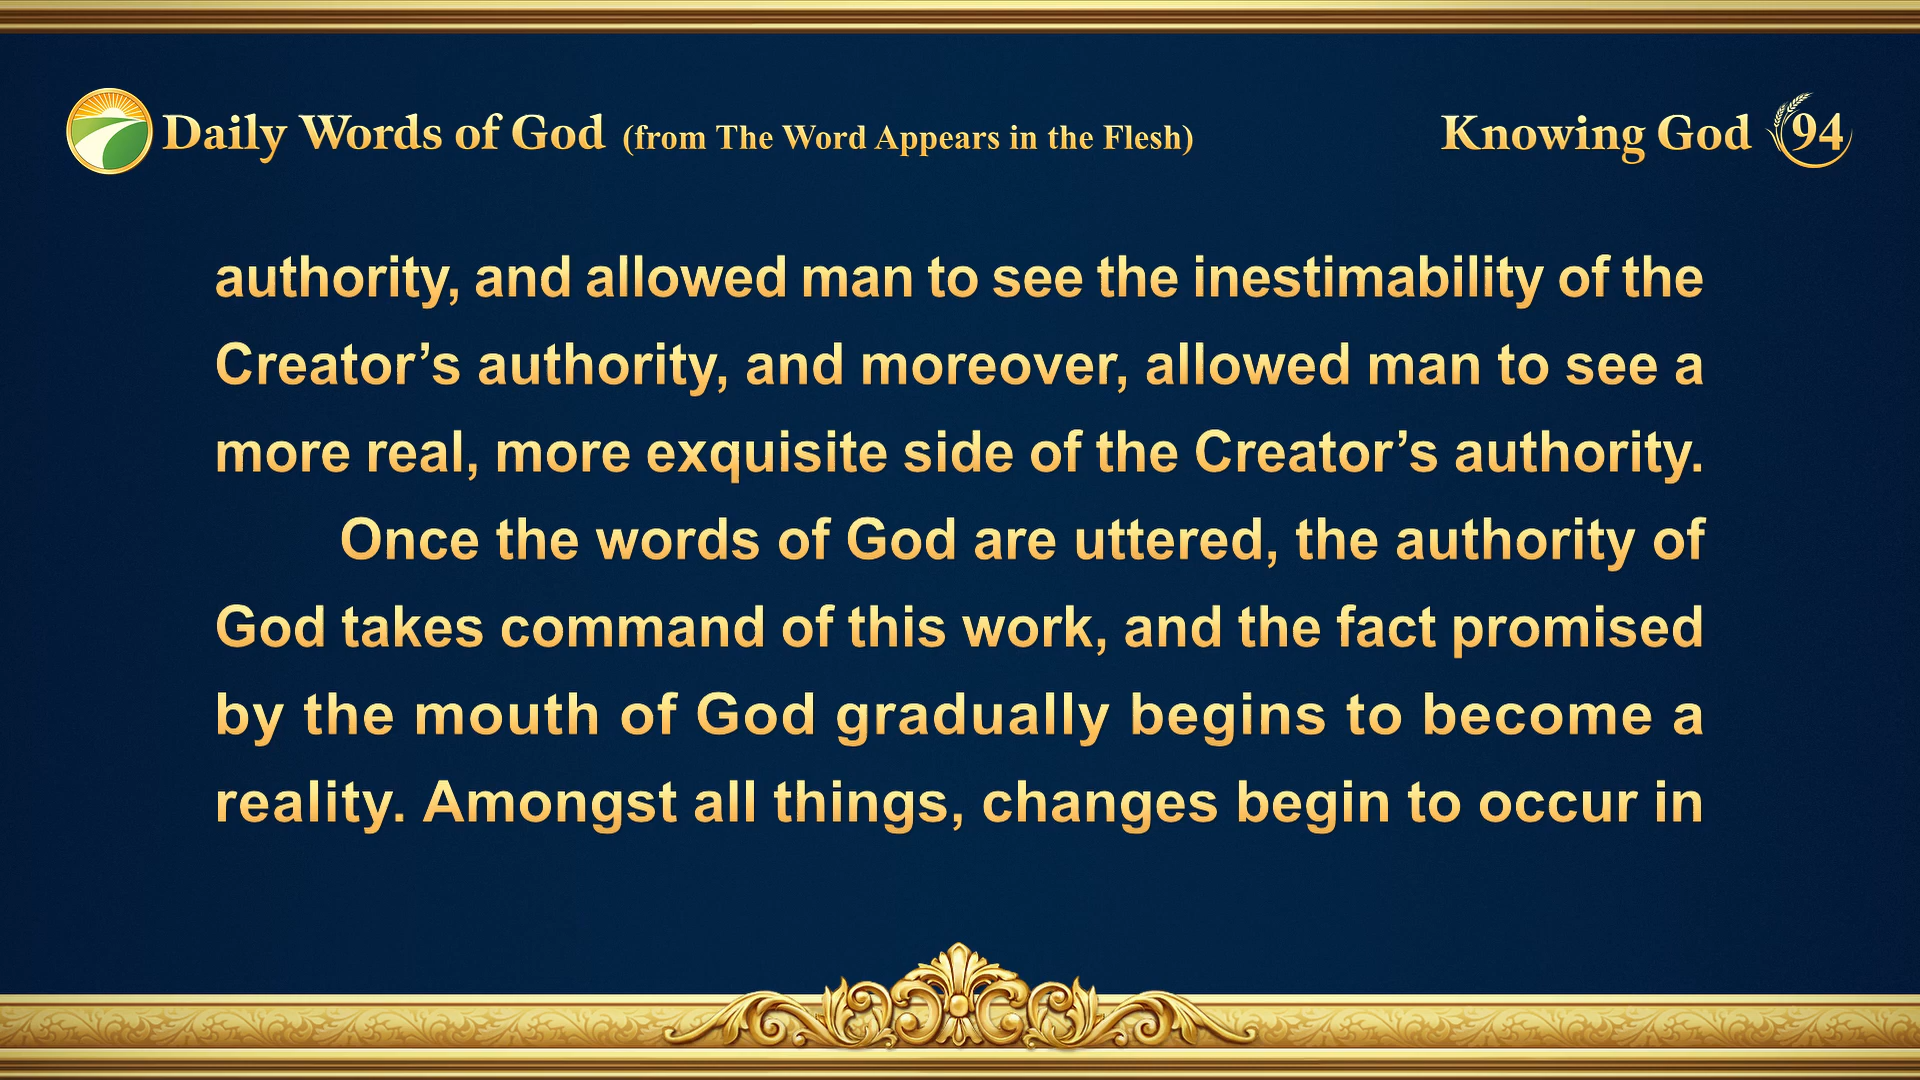 Daily Words of God (from The Word Appears in the Flesh)
Knowing God 94
authority, and allowed man to see the inestimability of the
Creator’s authority, and moreover, allowed man to see a
more real, more exquisite side of the Creator’s authority.
Once the words of God are uttered, the authority of
God takes command of this work, and the fact promised
by the mouth of God gradually begins to become a
reality. Amongst all things, changes begin to occur in